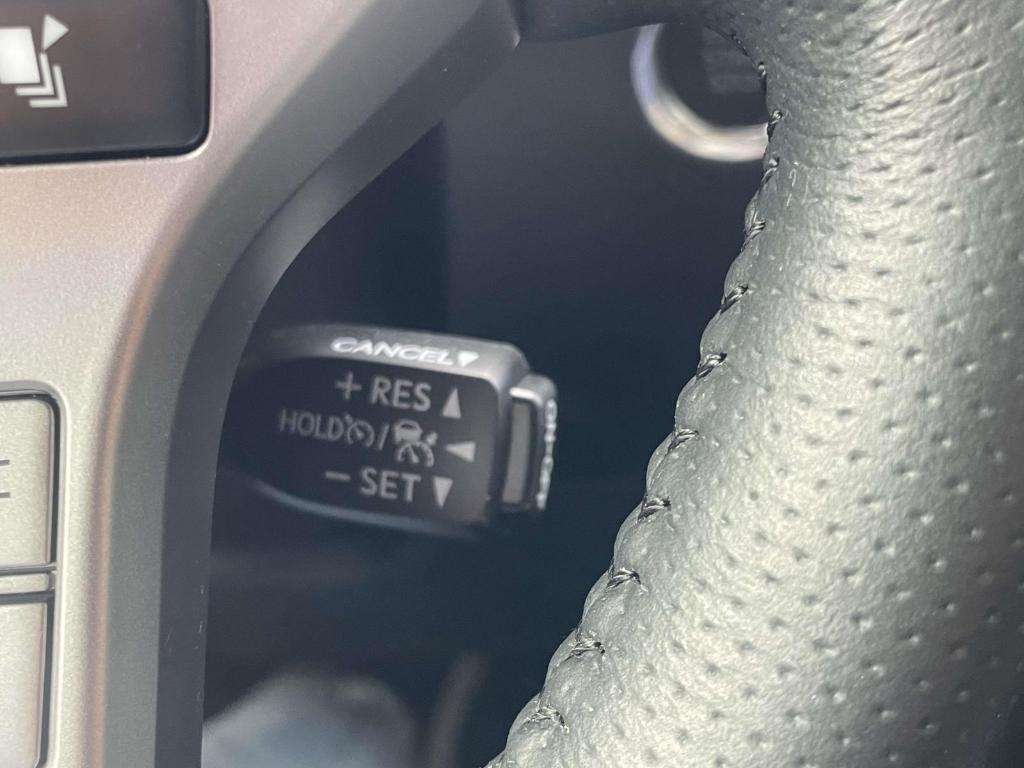 CANCEL▼
+ RES ▲
HOLD / ◄
− SET ▼